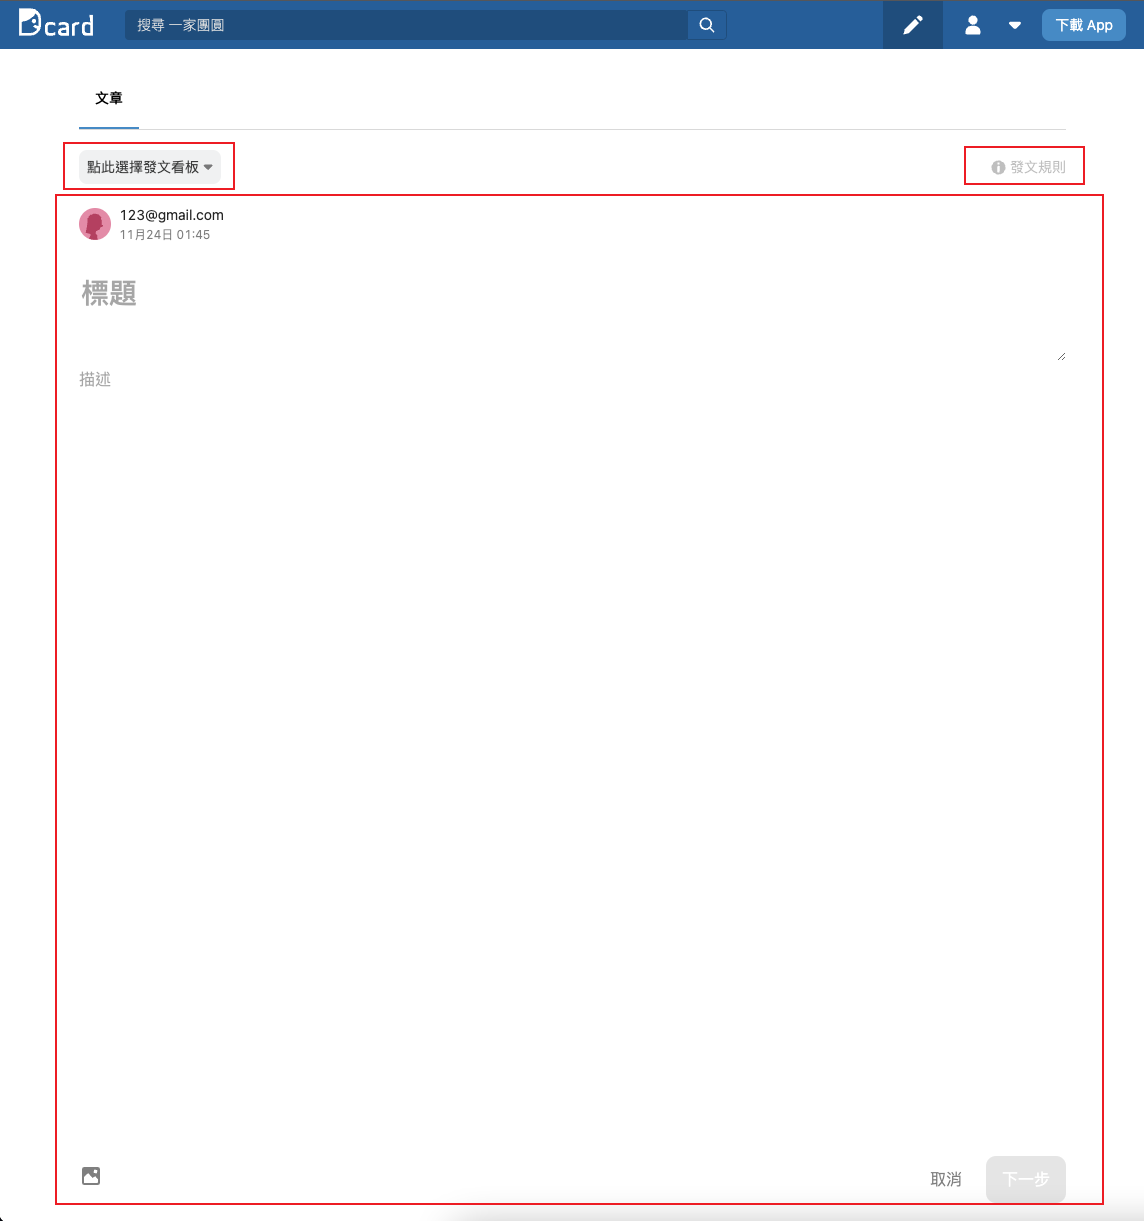 Dcard
搜尋 一家團圓
下載 App
文章
點此選擇發文看板
發文規則
123@gmail.com
11月24日 01:45
標題
描述
取消
下一步